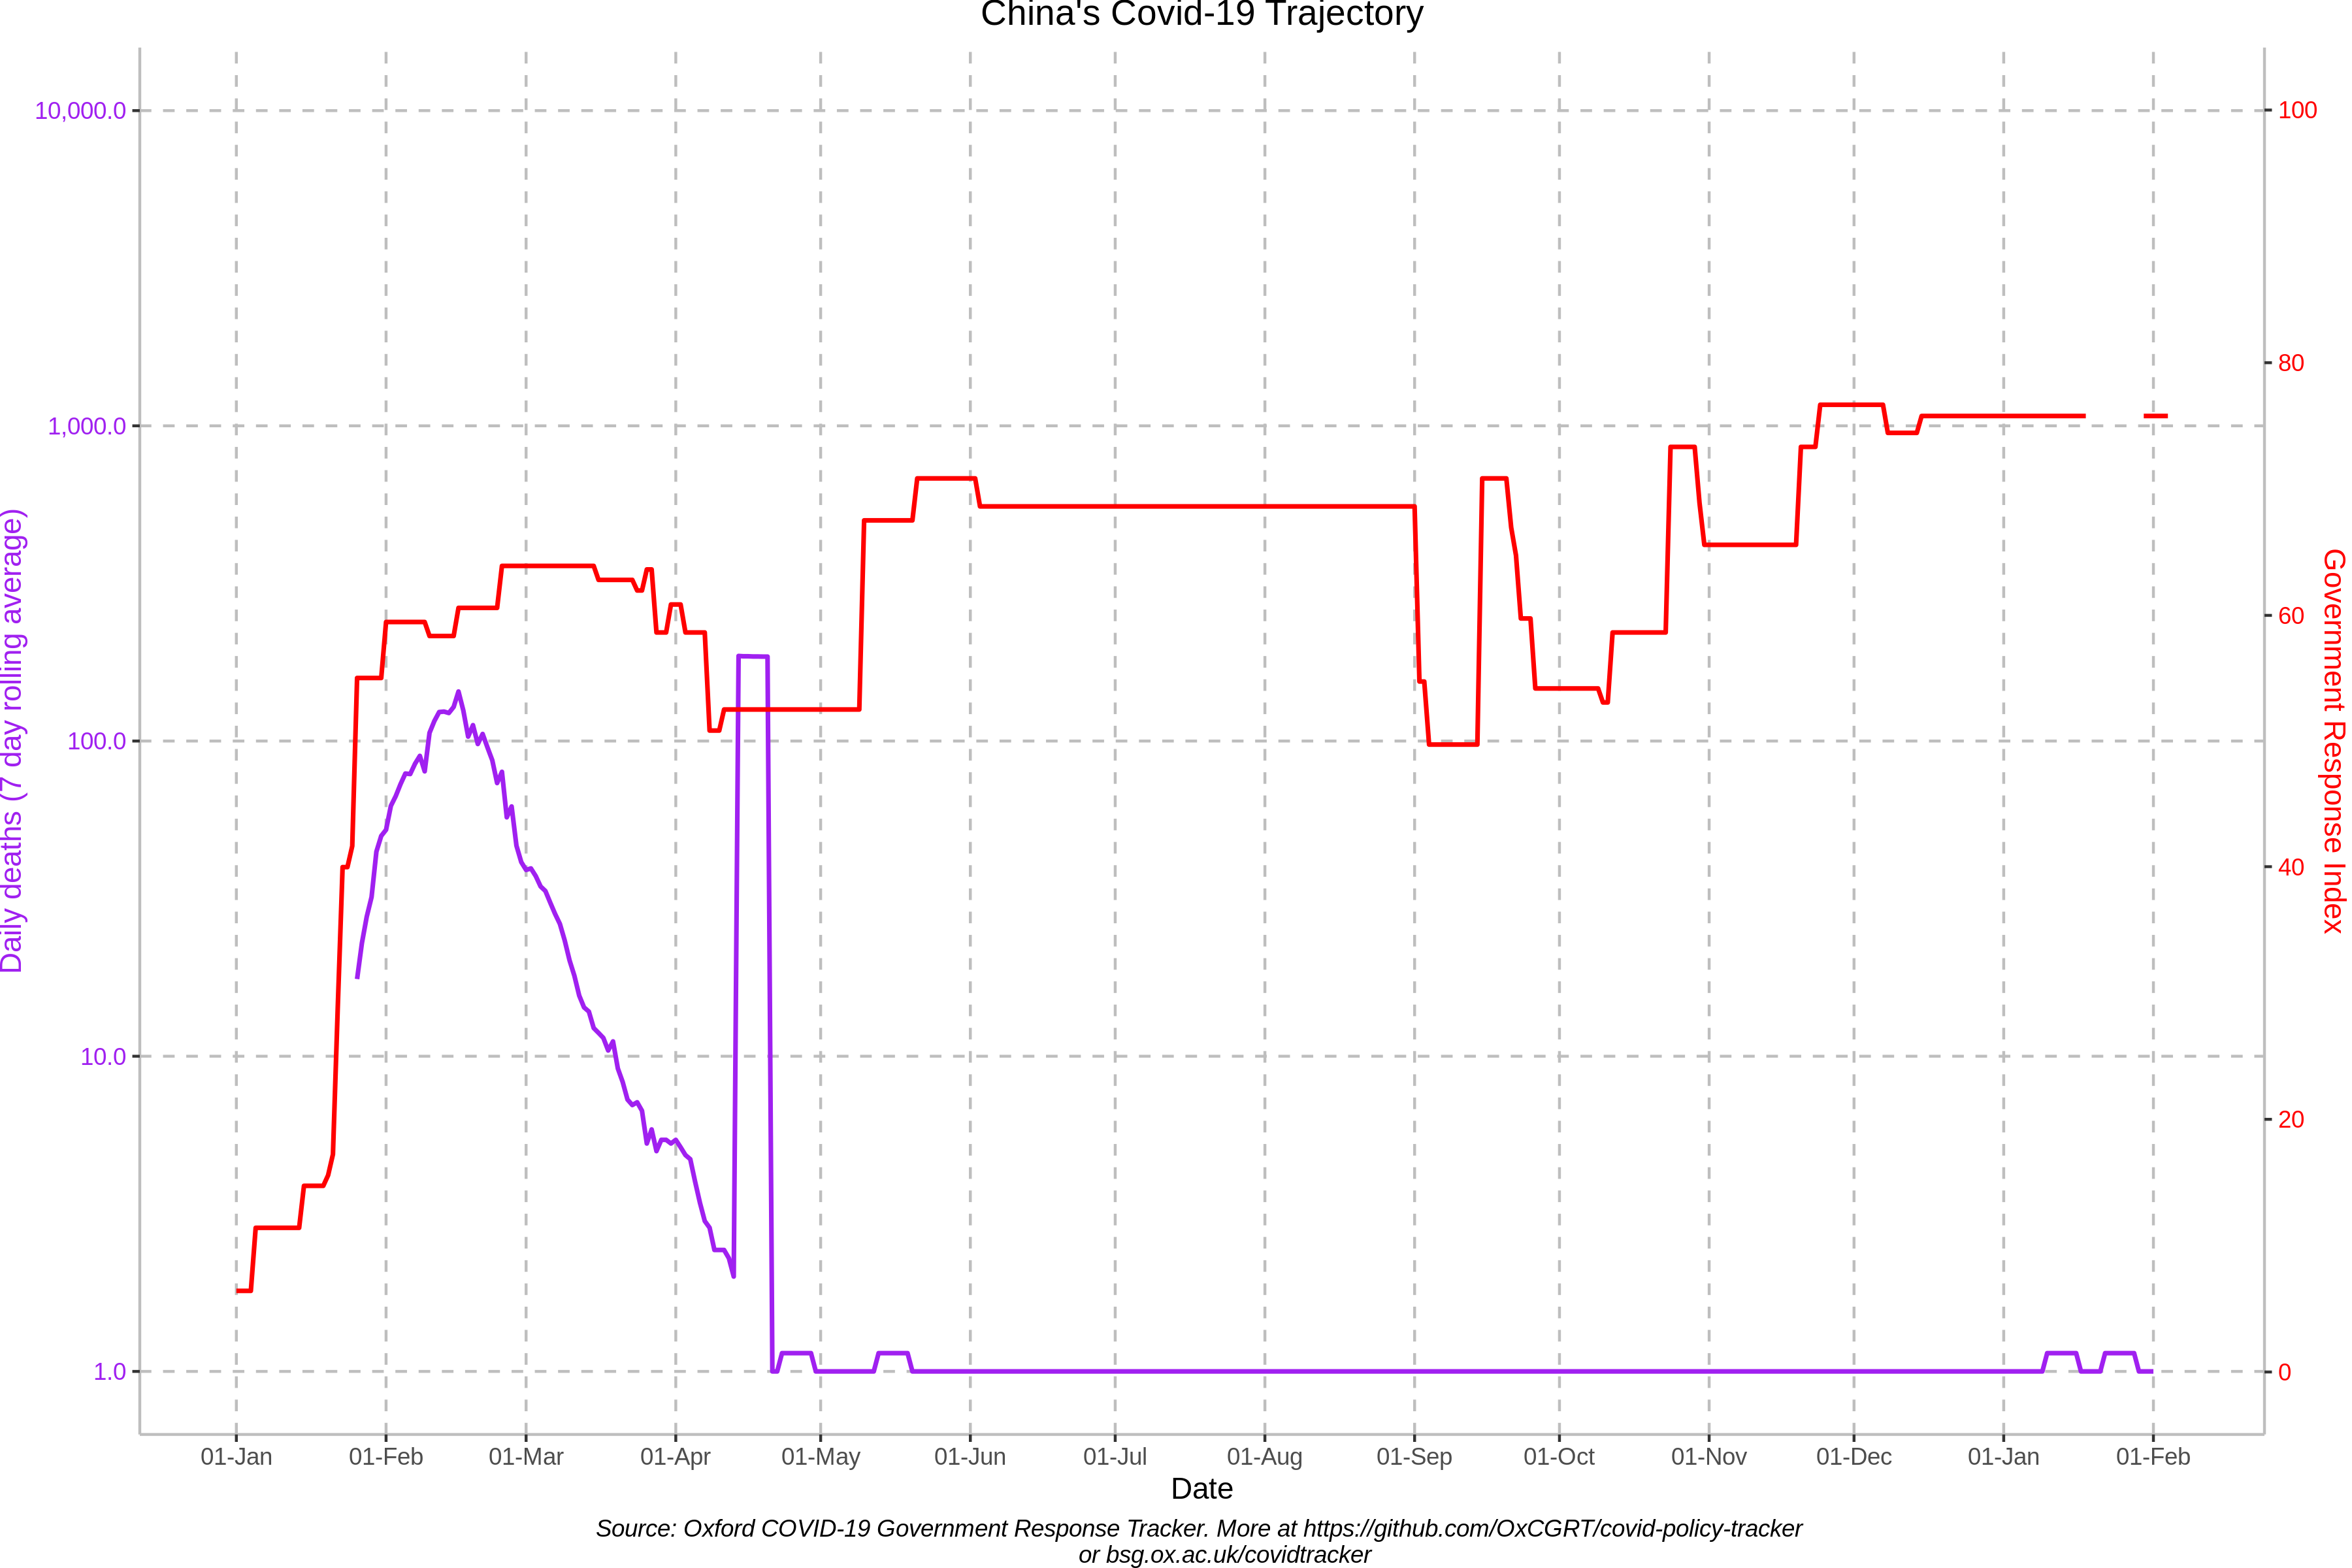 China's Covid-19 Trajectory
10,000.0
1,000.0
100.0
10.0
1.0
Daily deaths (7 day rolling average)
100
80
60
40
20
0
Government Response Index
01-Jan 01-Feb 01-Mar 01-Apr 01-May 01-Jun 01-Jul 01-Aug 01-Sep 01-Oct 01-Nov 01-Dec 01-Jan 01-Feb
Date
Source: Oxford COVID-19 Government Response Tracker. More at https://github.com/OxCGRT/covid-policy-tracker
or bsg.ox.ac.uk/covidtracker